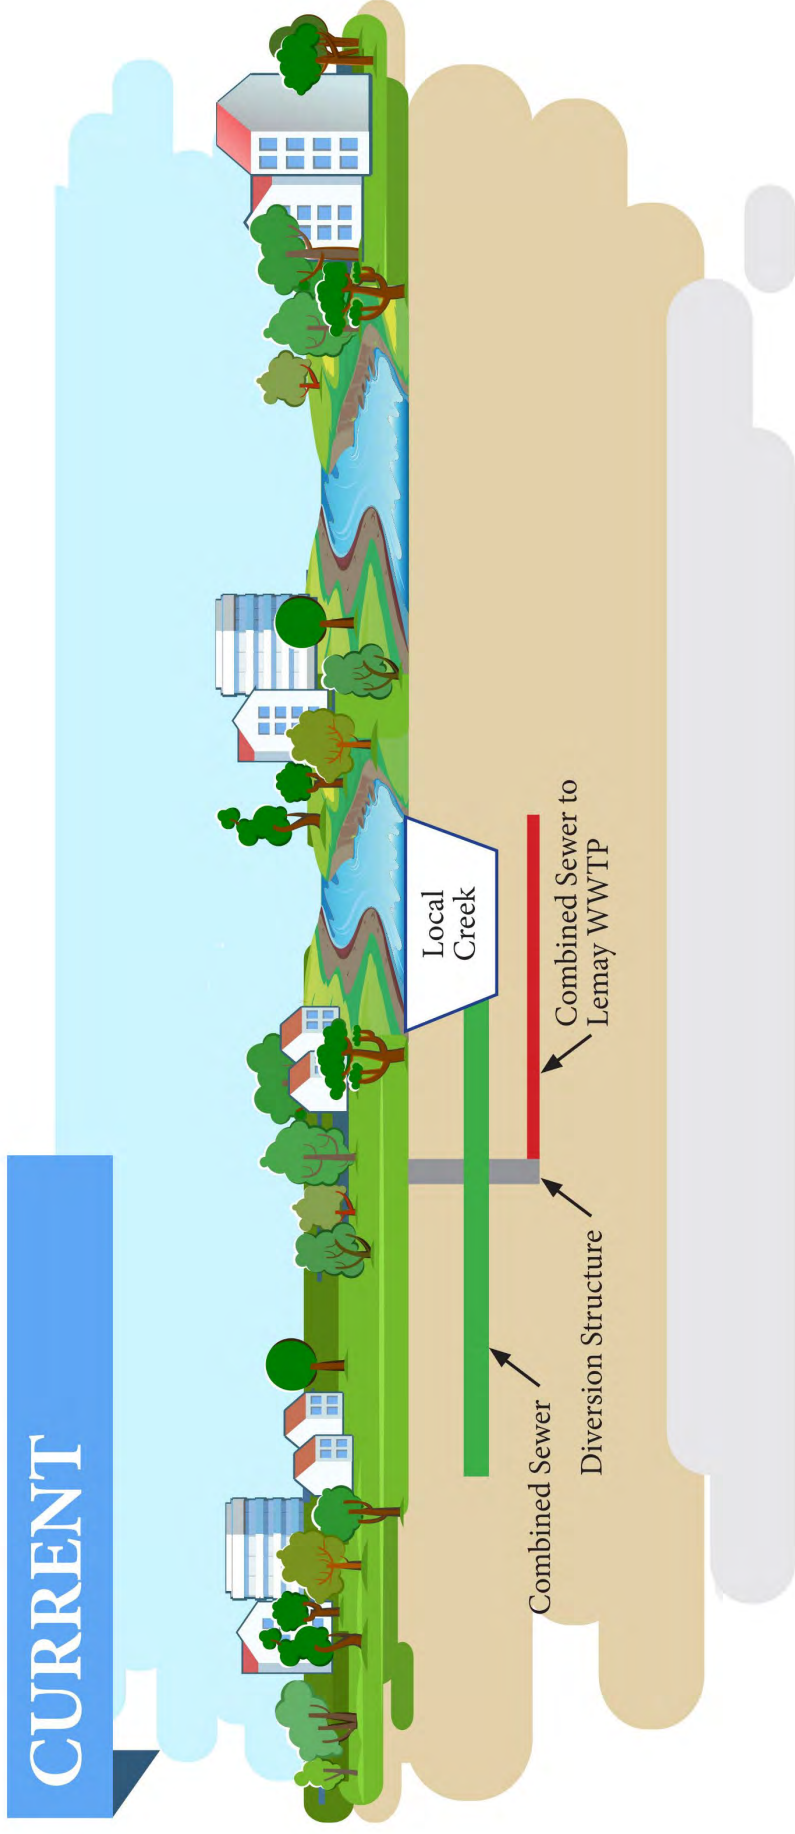 CURRENT
Combined Sewer
Diversion Structure
Local
Creek
Combined Sewer to
Lemay WWTP